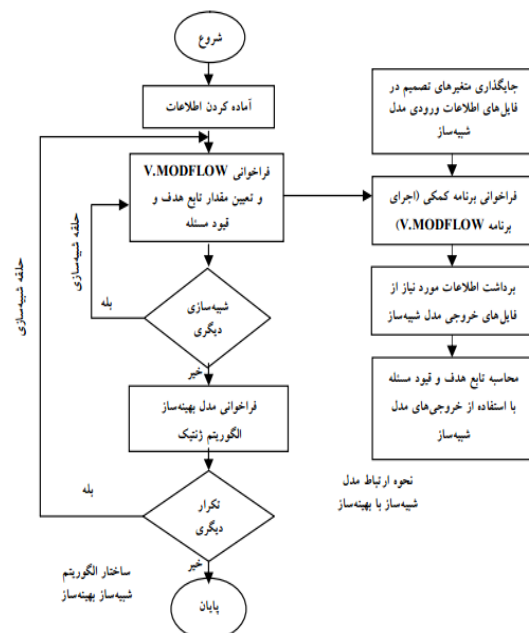 شروع
آماده کردن اطلاعات
فراخوانی V.MODFLOW
و تعیین مقدار تابع هدف و
قیود مسئله
شبیه‌سازی
دیگری
بله
خیر
حلقه شبیه‌سازی
حلقه شبیه‌سازی
فراخوانی مدل بهینه‌ساز
الگوریتم ژنتیک
تکرار
دیگری
بله
خیر
پایان
ساختار الگوریتم
شبیه‌ساز بهینه‌ساز
جایگذاری متغیرهای تصمیم در
فایل‌های اطلاعات ورودی مدل
شبیه‌ساز
فراخوانی برنامه کمکی (اجرای
برنامه V.MODFLOW)
برداشت اطلاعات مورد نیاز از
فایل‌های خروجی مدل شبیه‌ساز
محاسبه تابع هدف و قیود مسئله
با استفاده از خروجی‌های مدل
شبیه‌ساز
نحوه ارتباط مدل
شبیه‌ساز با بهینه‌ساز